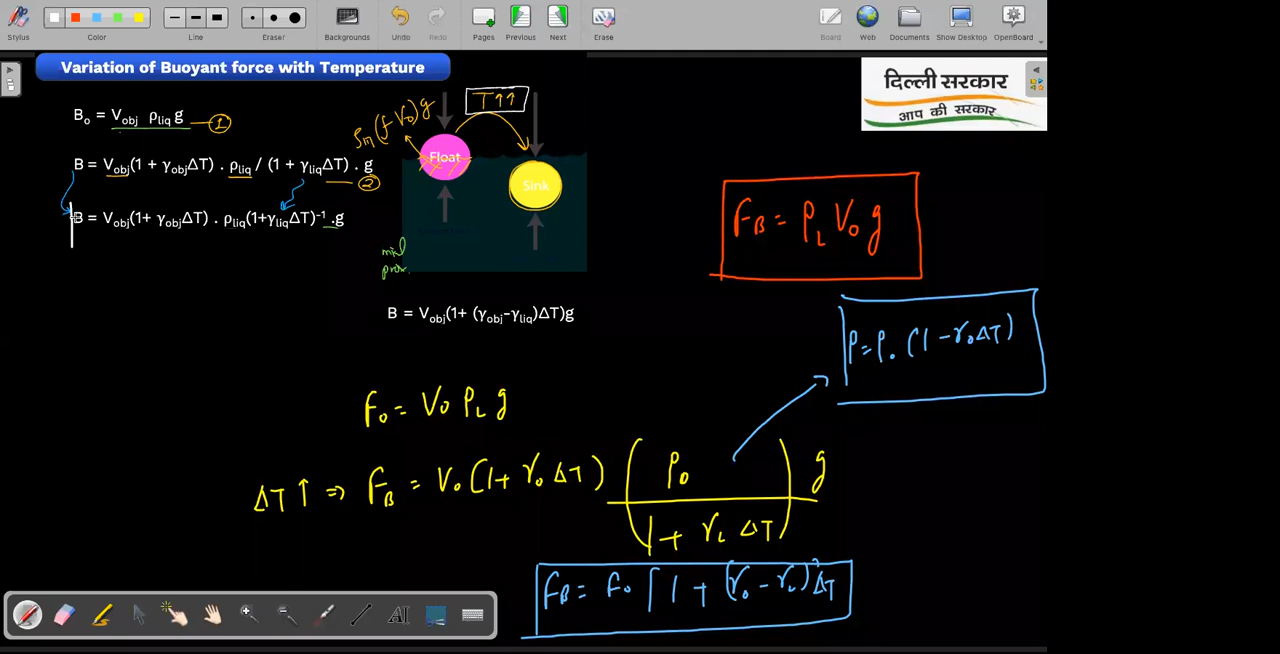 Stylus
Color
Line
Eraser
Backgrounds
Undo
Redo
Pages
Previous
Next
Erase
Board
Web
Documents
Show Desktop
OpenBoard
Variation of Buoyant force with Temperature
दिल्ली सरकार
आप की सरकार
B₀ = V_obj ρ_liq g — ①
B = V_obj(1 + γ_objΔT) . ρ_liq / (1 + γ_liqΔT) . g — ②
B = V_obj(1+ γ_objΔT) . ρ_liq(1+γ_liqΔT)⁻¹ .g
T↑↑
Float
Sink
B = V_obj(1+ (γ_obj-γ_liq)ΔT)g
F_B = ρ_L V₀ g
ρ = ρ₀ (1 - γ₀ΔT)
F₀ = V₀ ρ_L g
ΔT ↑ ⇒ F_B = V₀ (1+ γ₀ ΔT) (ρ₀ / 1 + γ_L ΔT) g
F_B = F₀ [ 1 + (γ₀ - γ_L) ΔT
AI